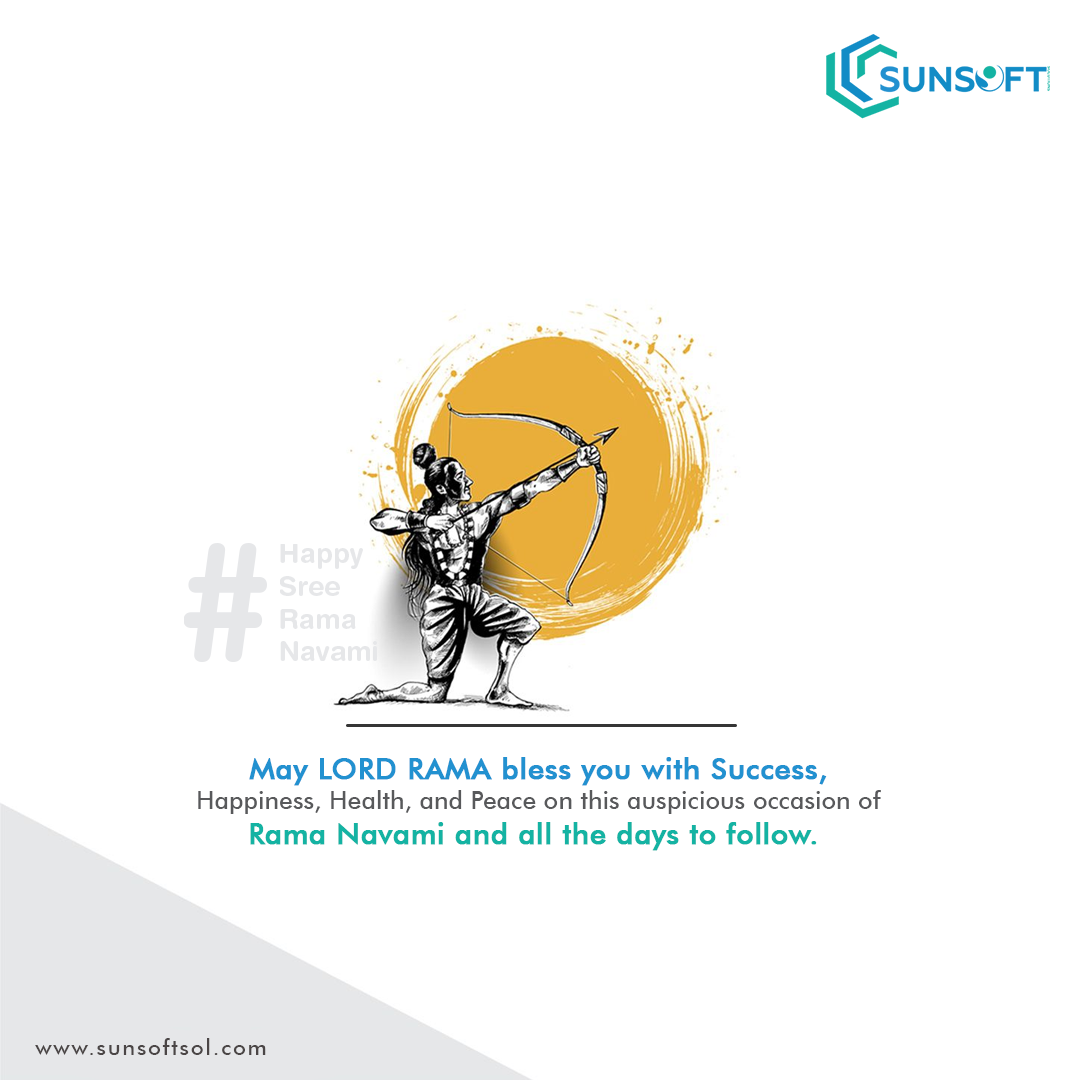 SUNSOFT
#
Happy
Sree
Rama
Navami
May LORD RAMA bless you with Success,
Happiness, Health, and Peace on this auspicious occasion of
Rama Navami and all the days to follow.
www.sunsoftsol.com